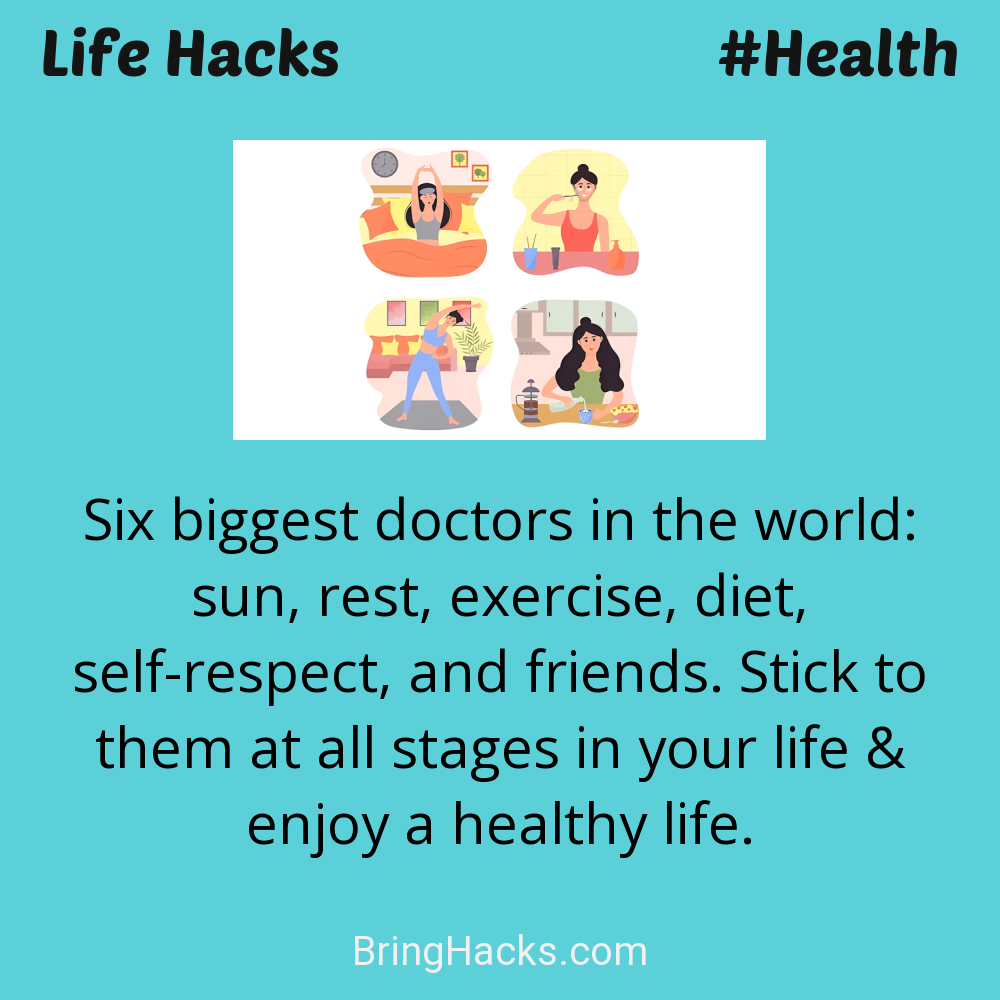 Life Hacks
#Health
Six biggest doctors in the world:
sun, rest, exercise, diet,
self-respect, and friends. Stick to
them at all stages in your life &
enjoy a healthy life.
BringHacks.com